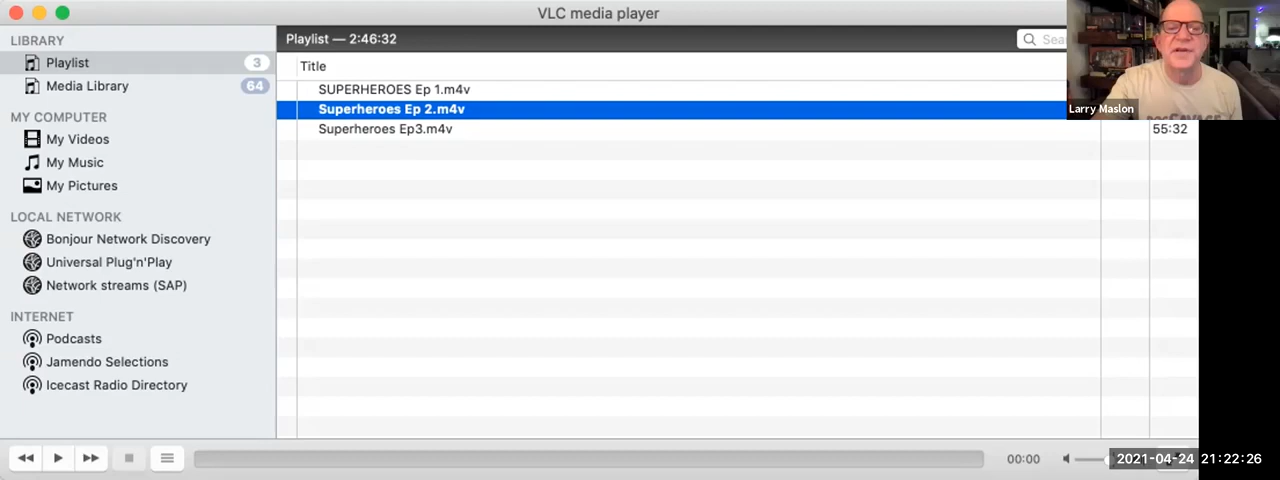 VLC media player
LIBRARY
Playlist 3
Media Library 64
MY COMPUTER
My Videos
My Music
My Pictures
LOCAL NETWORK
Bonjour Network Discovery
Universal Plug'n'Play
Network streams (SAP)
INTERNET
Podcasts
Jamendo Selections
Icecast Radio Directory
Playlist — 2:46:32
Sea
Title
SUPERHEROES Ep 1.m4v
Superheroes Ep 2.m4v
Superheroes Ep3.m4v 55:32
Larry Maslon
00:00
2021-04-24 21:22:26